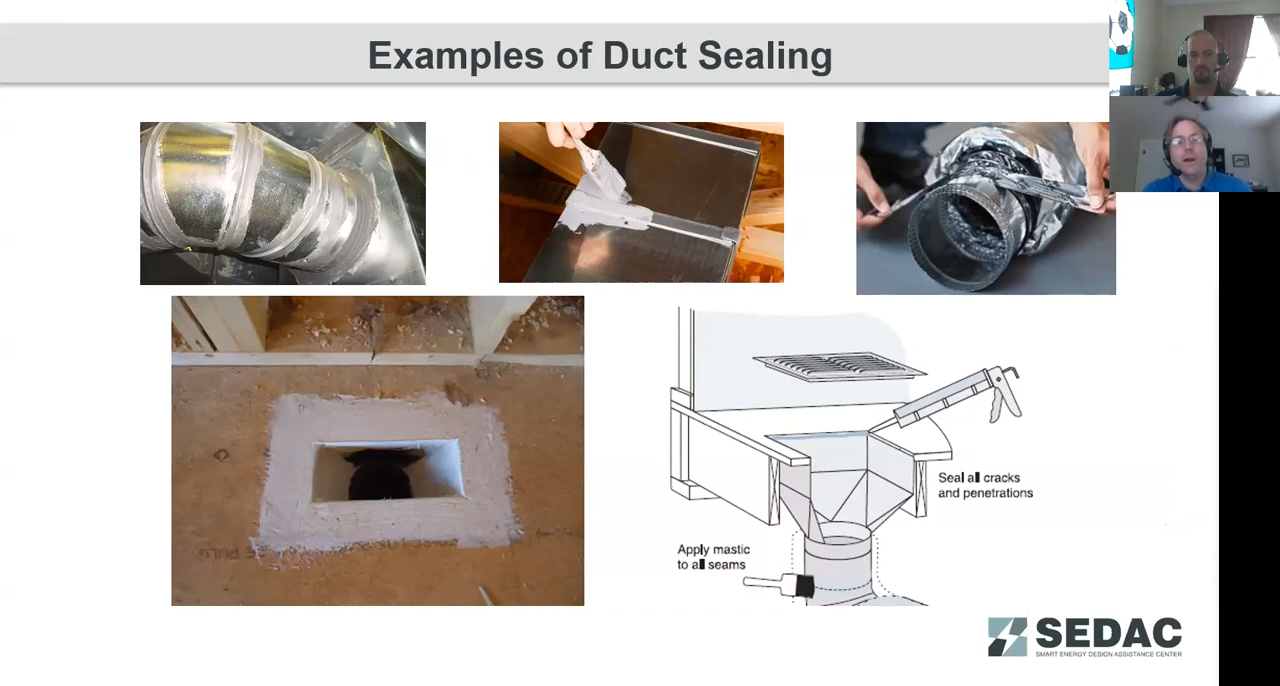 Examples of Duct Sealing
Seal all cracks
and penetrations
Apply mastic
to all seams
SEDAC
SMART ENERGY DESIGN ASSISTANCE CENTER